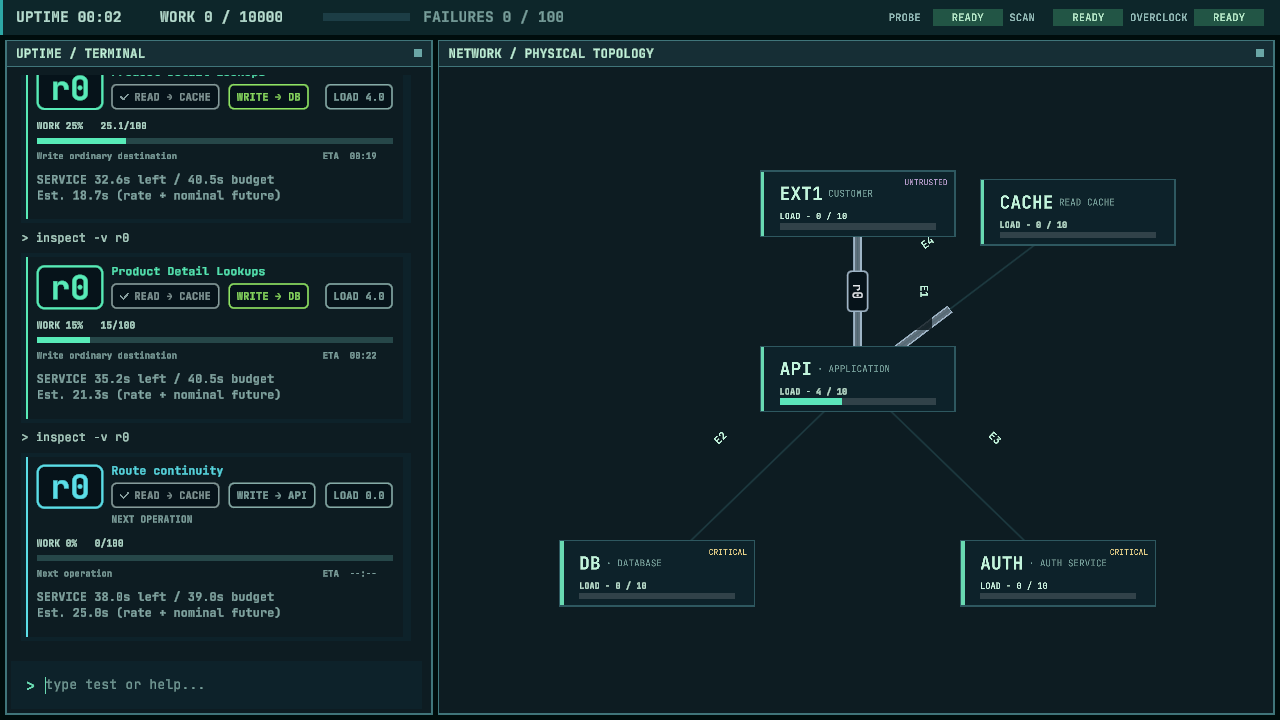 UPTIME 00:02 WORK 0 / 10000 FAILURES 0 / 100 PROBE READY SCAN READY OVERCLOCK READY
UPTIME / TERMINAL
Product Detail Lookups
r0 ✓ READ → CACHE WRITE → DB LOAD 4.0
WORK 25% 25.1/100
Write ordinary destination ETA 00:19
SERVICE 32.6s left / 40.5s budget
Est. 18.7s (rate + nominal future)
> inspect -v r0
Product Detail Lookups
r0 ✓ READ → CACHE WRITE → DB LOAD 4.0
WORK 15% 15/100
Write ordinary destination ETA 00:22
SERVICE 35.2s left / 40.5s budget
Est. 21.3s (rate + nominal future)
> inspect -v r0
Route continuity
r0 ✓ READ → CACHE WRITE → API LOAD 0.0
NEXT OPERATION
WORK 0% 0/100
Next operation ETA --:--
SERVICE 38.0s left / 39.0s budget
Est. 25.0s (rate + nominal future)
> type test or help...
NETWORK / PHYSICAL TOPOLOGY
UNTRUSTED
EXT1 CUSTOMER
LOAD - 0 / 10
CACHE READ CACHE
LOAD - 0 / 10
E4
E1
r0
API · APPLICATION
LOAD - 4 / 10
E2
E3
CRITICAL
DB · DATABASE
LOAD - 0 / 10
CRITICAL
AUTH · AUTH SERVICE
LOAD - 0 / 10